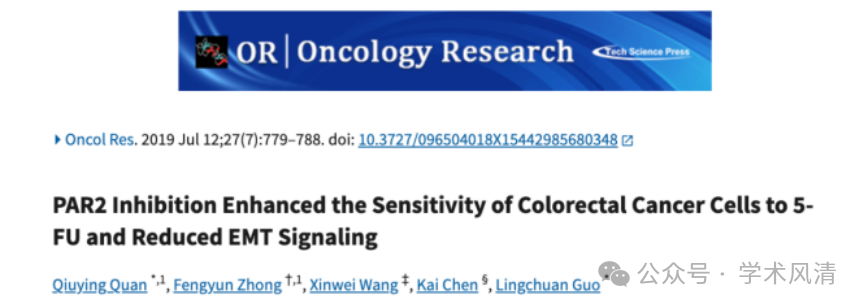 OR | Oncology Research Tech Science Press
Oncol Res. 2019 Jul 12;27(7):779–788. doi: 10.3727/096504018X15442985680348
PAR2 Inhibition Enhanced the Sensitivity of Colorectal Cancer Cells to 5-
FU and Reduced EMT Signaling
Qiuying Quan *,1, Fengyun Zhong †,1, Xinwei Wang ‡, Kai Chen §, Lingchuan Guo *
公众号 · 学术风清